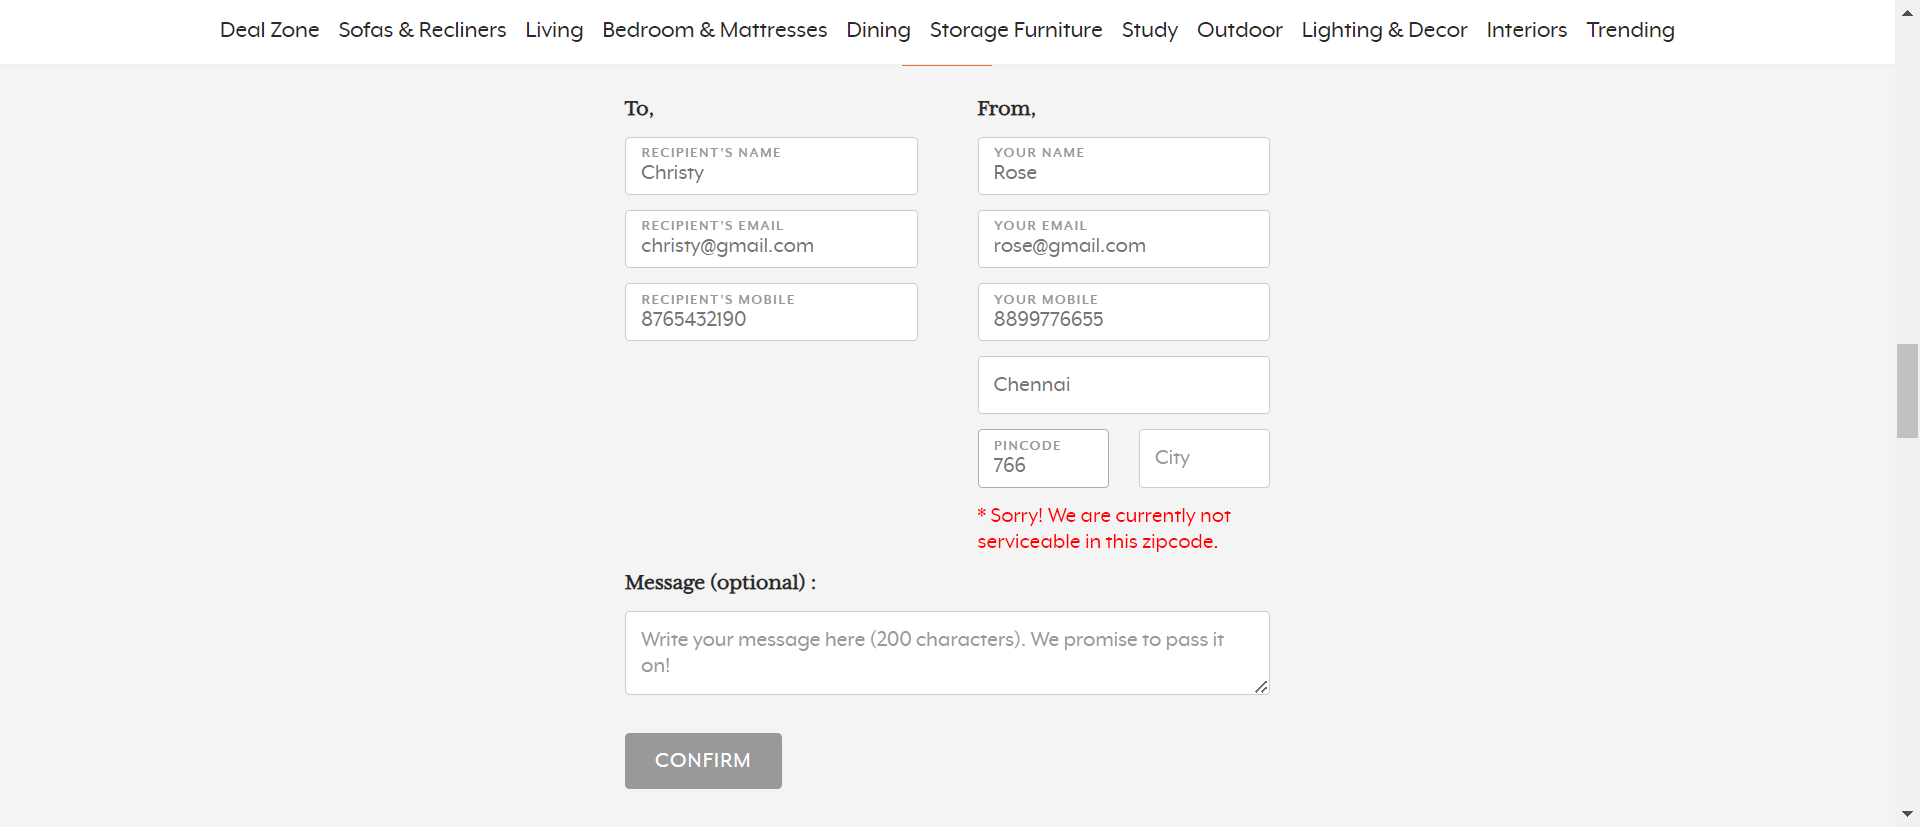 Deal Zone Sofas & Recliners Living Bedroom & Mattresses Dining Storage Furniture Study Outdoor Lighting & Decor Interiors Trending
To,
RECIPIENT'S NAME
Christy
RECIPIENT'S EMAIL
christy@gmail.com
RECIPIENT'S MOBILE
8765432190
From,
YOUR NAME
Rose
YOUR EMAIL
rose@gmail.com
YOUR MOBILE
8899776655
Chennai
PINCODE
766
City
* Sorry! We are currently not
serviceable in this zipcode.
Message (optional) :
Write your message here (200 characters). We promise to pass it
on!
CONFIRM